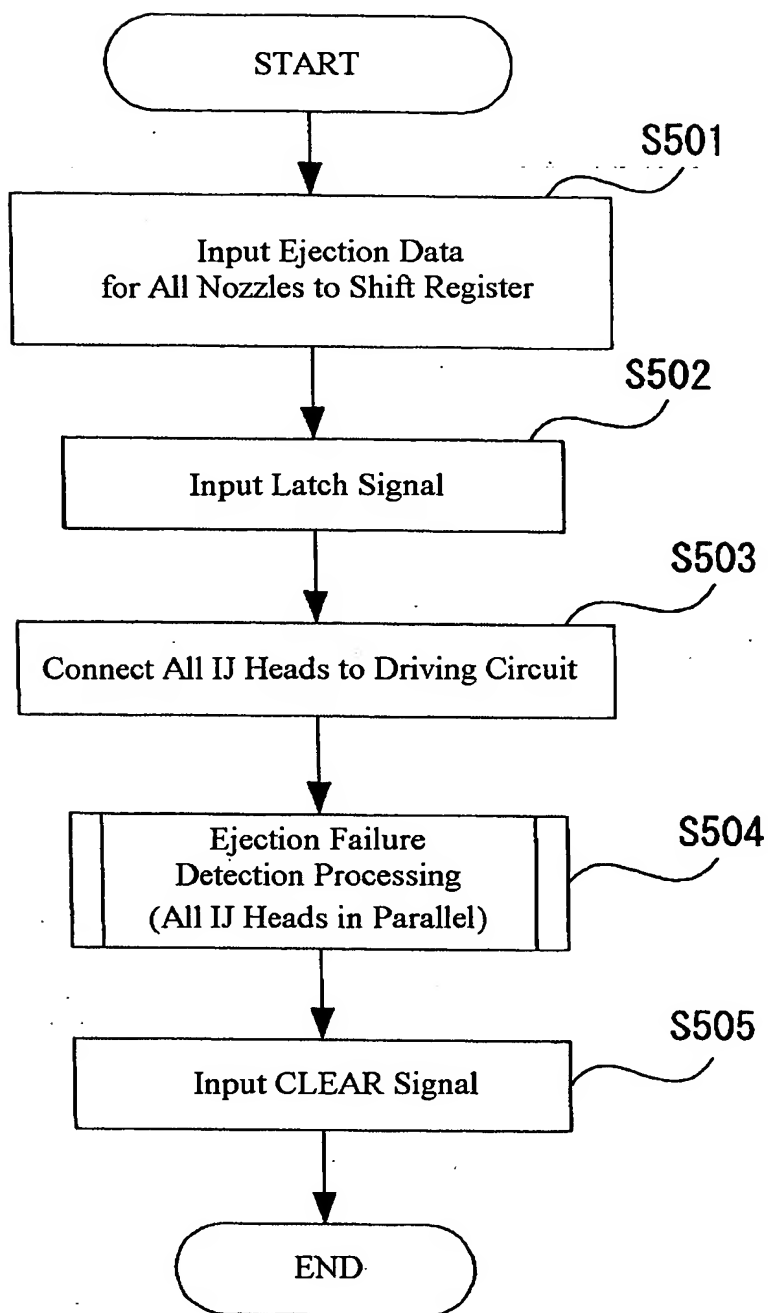 START
S501
Input Ejection Data
for All Nozzles to Shift Register
S502
Input Latch Signal
S503
Connect All IJ Heads to Driving Circuit
S504
Ejection Failure
Detection Processing
(All IJ Heads in Parallel)
S505
Input CLEAR Signal
END